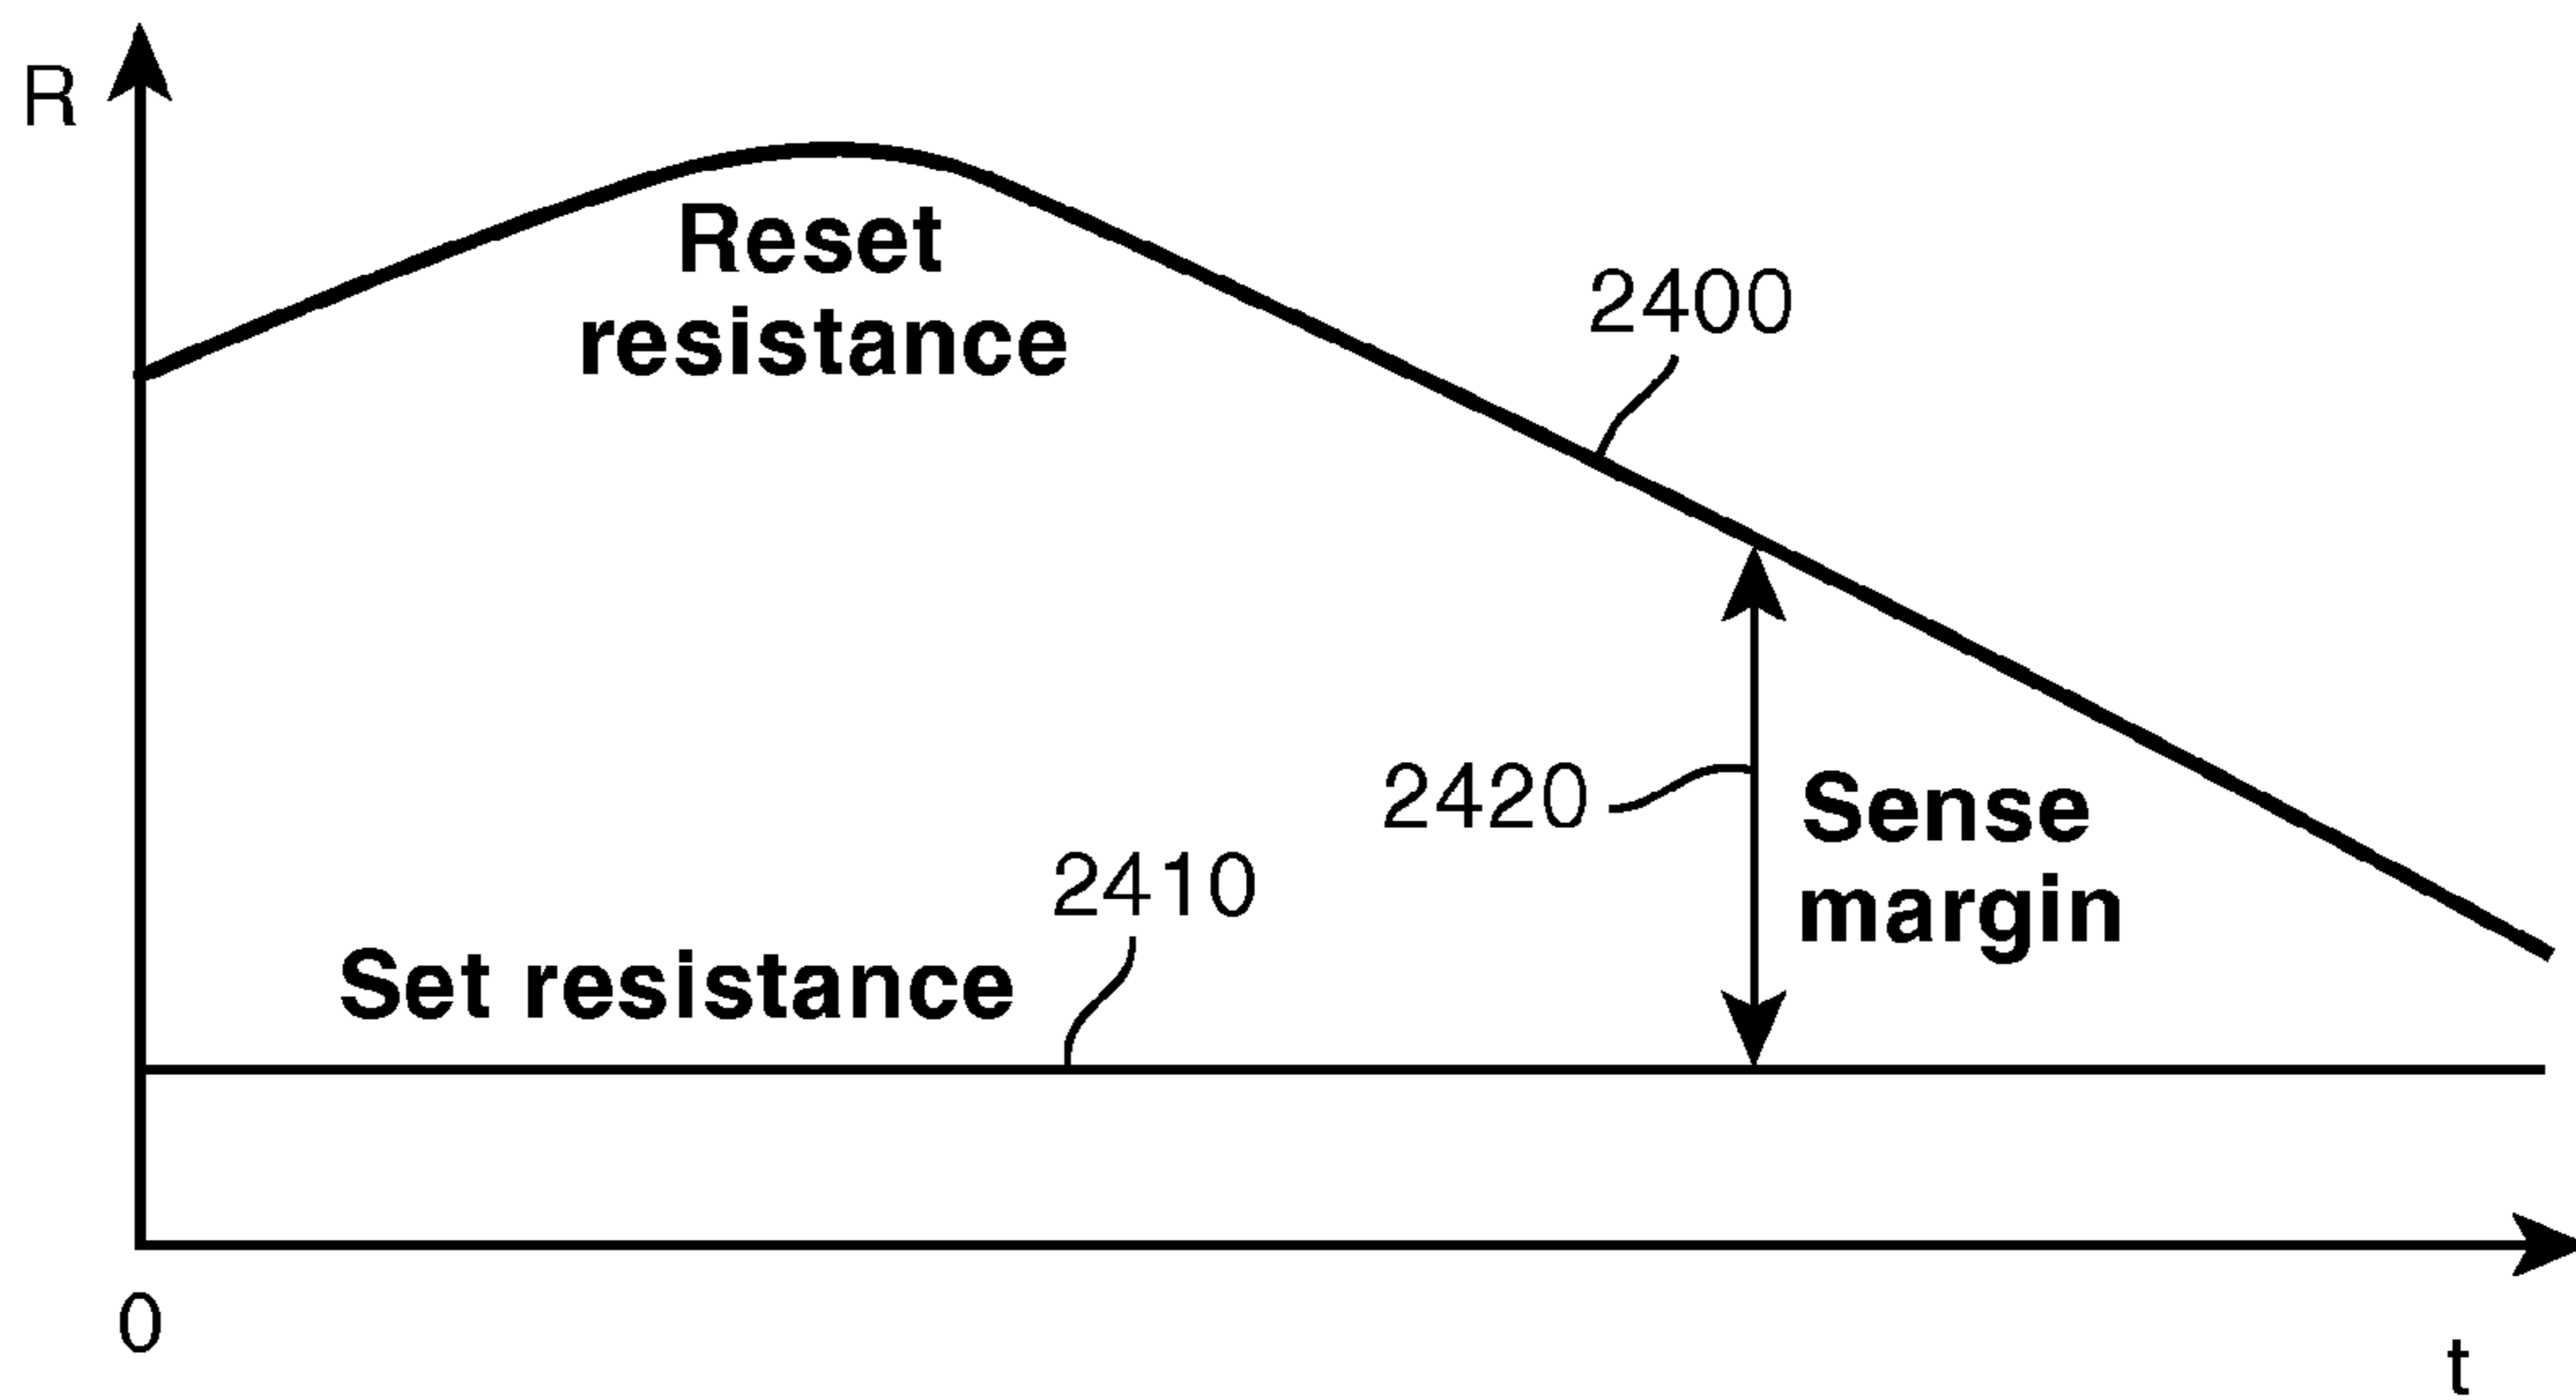 R
Reset
resistance
2400
2420
Sense
margin
2410
Set resistance
0
t